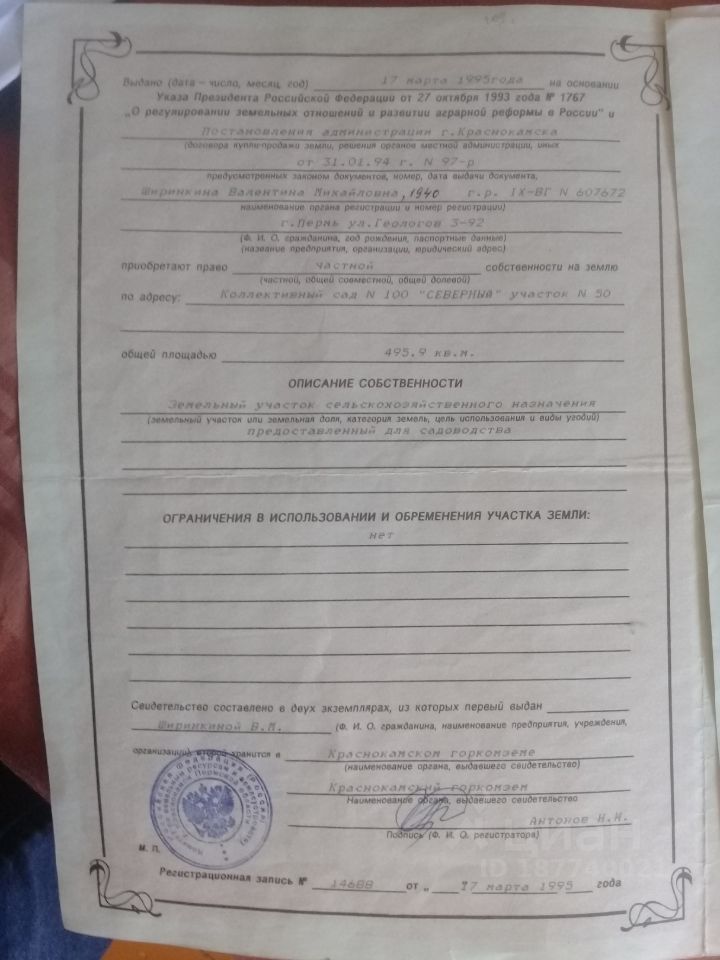 Выдано (дата – число, месяц, год) 17 марта 1995года на основании
Указа Президента Российской Федерации от 27 октября 1993 года № 1767
„О регулировании земельных отношений и развитии аграрной реформы в России" и
Постановления администрации г.Краснокамска
(договора купли-продажи земли, решения органов местной администрации, иных
от 31.01.94 г. N 97-р
предусмотренных законом документов, номер, дата выдачи документа,
Ширинкина Валентина Михайловна, 1940 г.р. IX-ВГ N 607672
наименование органа регистрации и номер регистрации)
г.Пермь ул.Геологов 3-92
(Ф. И. О. гражданина, год рождения, паспортные данные)
(название предприятия, организации, юридический адрес)
приобретают право частной собственности на землю
(частной, общей совместной, общей долевой)
по адресу: Коллективный сад N 100 "СЕВЕРНЫЙ" участок N 50
общей площадью 495.9 кв.м.
ОПИСАНИЕ СОБСТВЕННОСТИ
Земельный участок сельскохозяйственного назначения
(земельный участок или земельная доля, категория земель, цель использования и виды угодий)
предоставленный для садоводства
ОГРАНИЧЕНИЯ В ИСПОЛЬЗОВАНИИ И ОБРЕМЕНЕНИЯ УЧАСТКА ЗЕМЛИ:
нет
Свидетельство составлено в двух экземплярах, из которых первый выдан
Ширинкиной В.М. (Ф. И. О. гражданина, наименование предприятия, учреждения,
организации), второй хранится в Краснокамском горкомземе
(наименование органа, выдавшего свидетельство)
Краснокамский горкомзем
Наименование органа, выдавшего свидетельство
Антонов Н.И.
Подпись (Ф. И. О. регистратора)
М. П.
Регистрационная запись № 14688 от „ 17 марта 1995 года